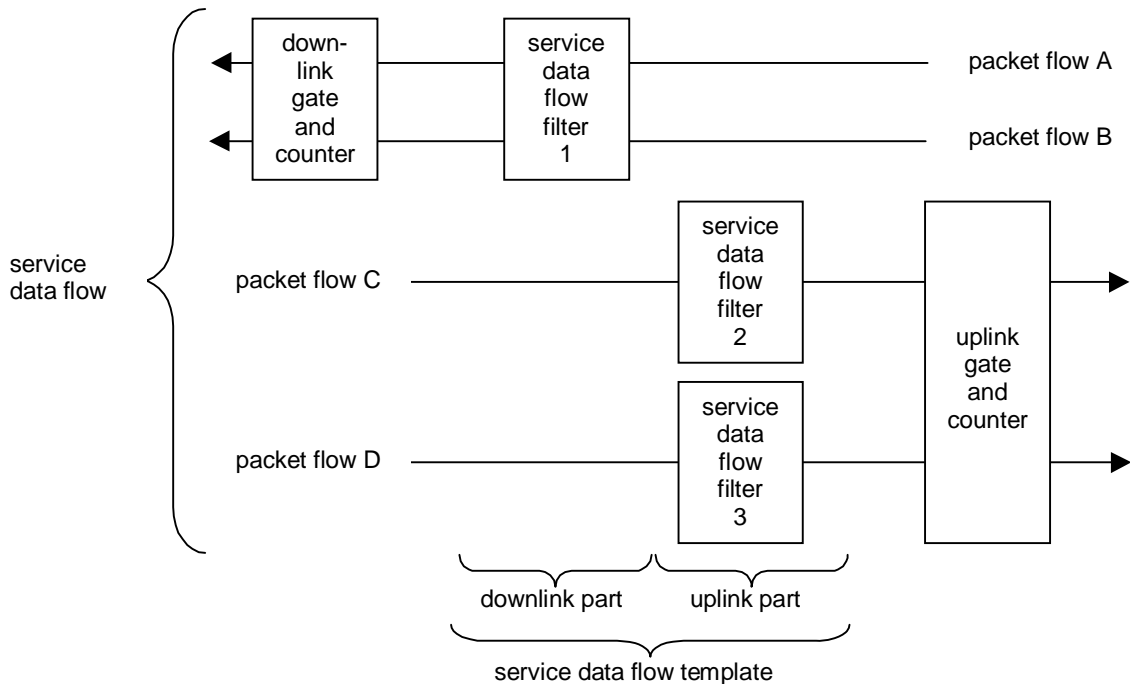 down-
link
gate
and
counter
service
data
flow
filter
1
packet flow A
packet flow B
service
data flow
packet flow C
service
data
flow
filter
2
uplink
gate
and
counter
packet flow D
service
data
flow
filter
3
downlink part
uplink part
service data flow template